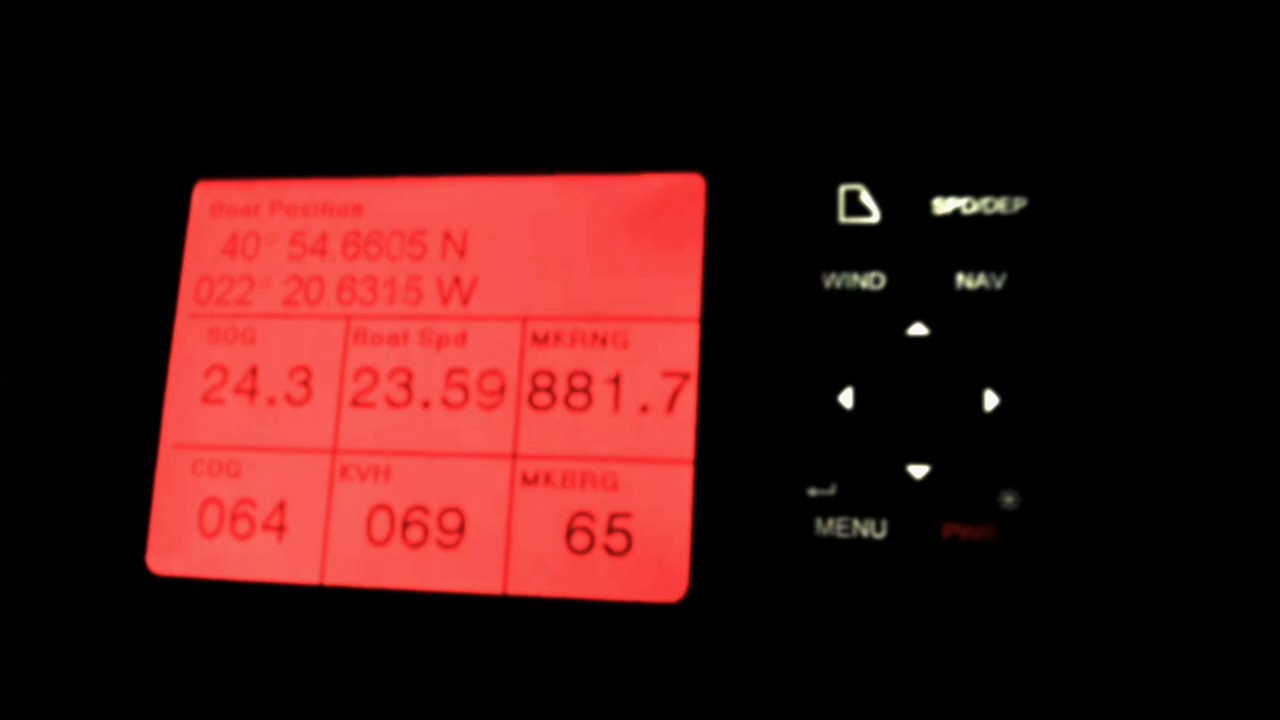 Boat Position
40° 54.6605 N
022° 20.6315 W
SOG Boat Spd MKRNG
24.3 23.59 881.7
COG KVH MKBRG
064 069 65
SPD/DEP
WIND NAV
MENU PWR